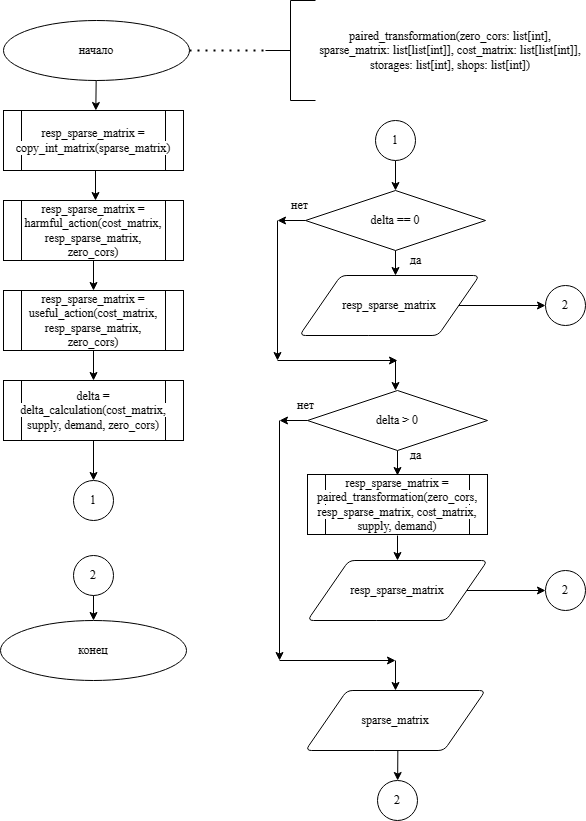 начало
paired_transformation(zero_cors: list[int],
sparse_matrix: list[list[int]], cost_matrix: list[list[int]],
storages: list[int], shops: list[int])
resp_sparse_matrix =
copy_int_matrix(sparse_matrix)
resp_sparse_matrix =
harmful_action(cost_matrix,
resp_sparse_matrix,
zero_cors)
resp_sparse_matrix =
useful_action(cost_matrix,
resp_sparse_matrix,
zero_cors)
delta =
delta_calculation(cost_matrix,
supply, demand, zero_cors)
1
2
конец
1
delta == 0
нет
да
resp_sparse_matrix
2
delta > 0
нет
да
resp_sparse_matrix =
paired_transformation(zero_cors,
resp_sparse_matrix, cost_matrix,
supply, demand)
resp_sparse_matrix
2
sparse_matrix
2